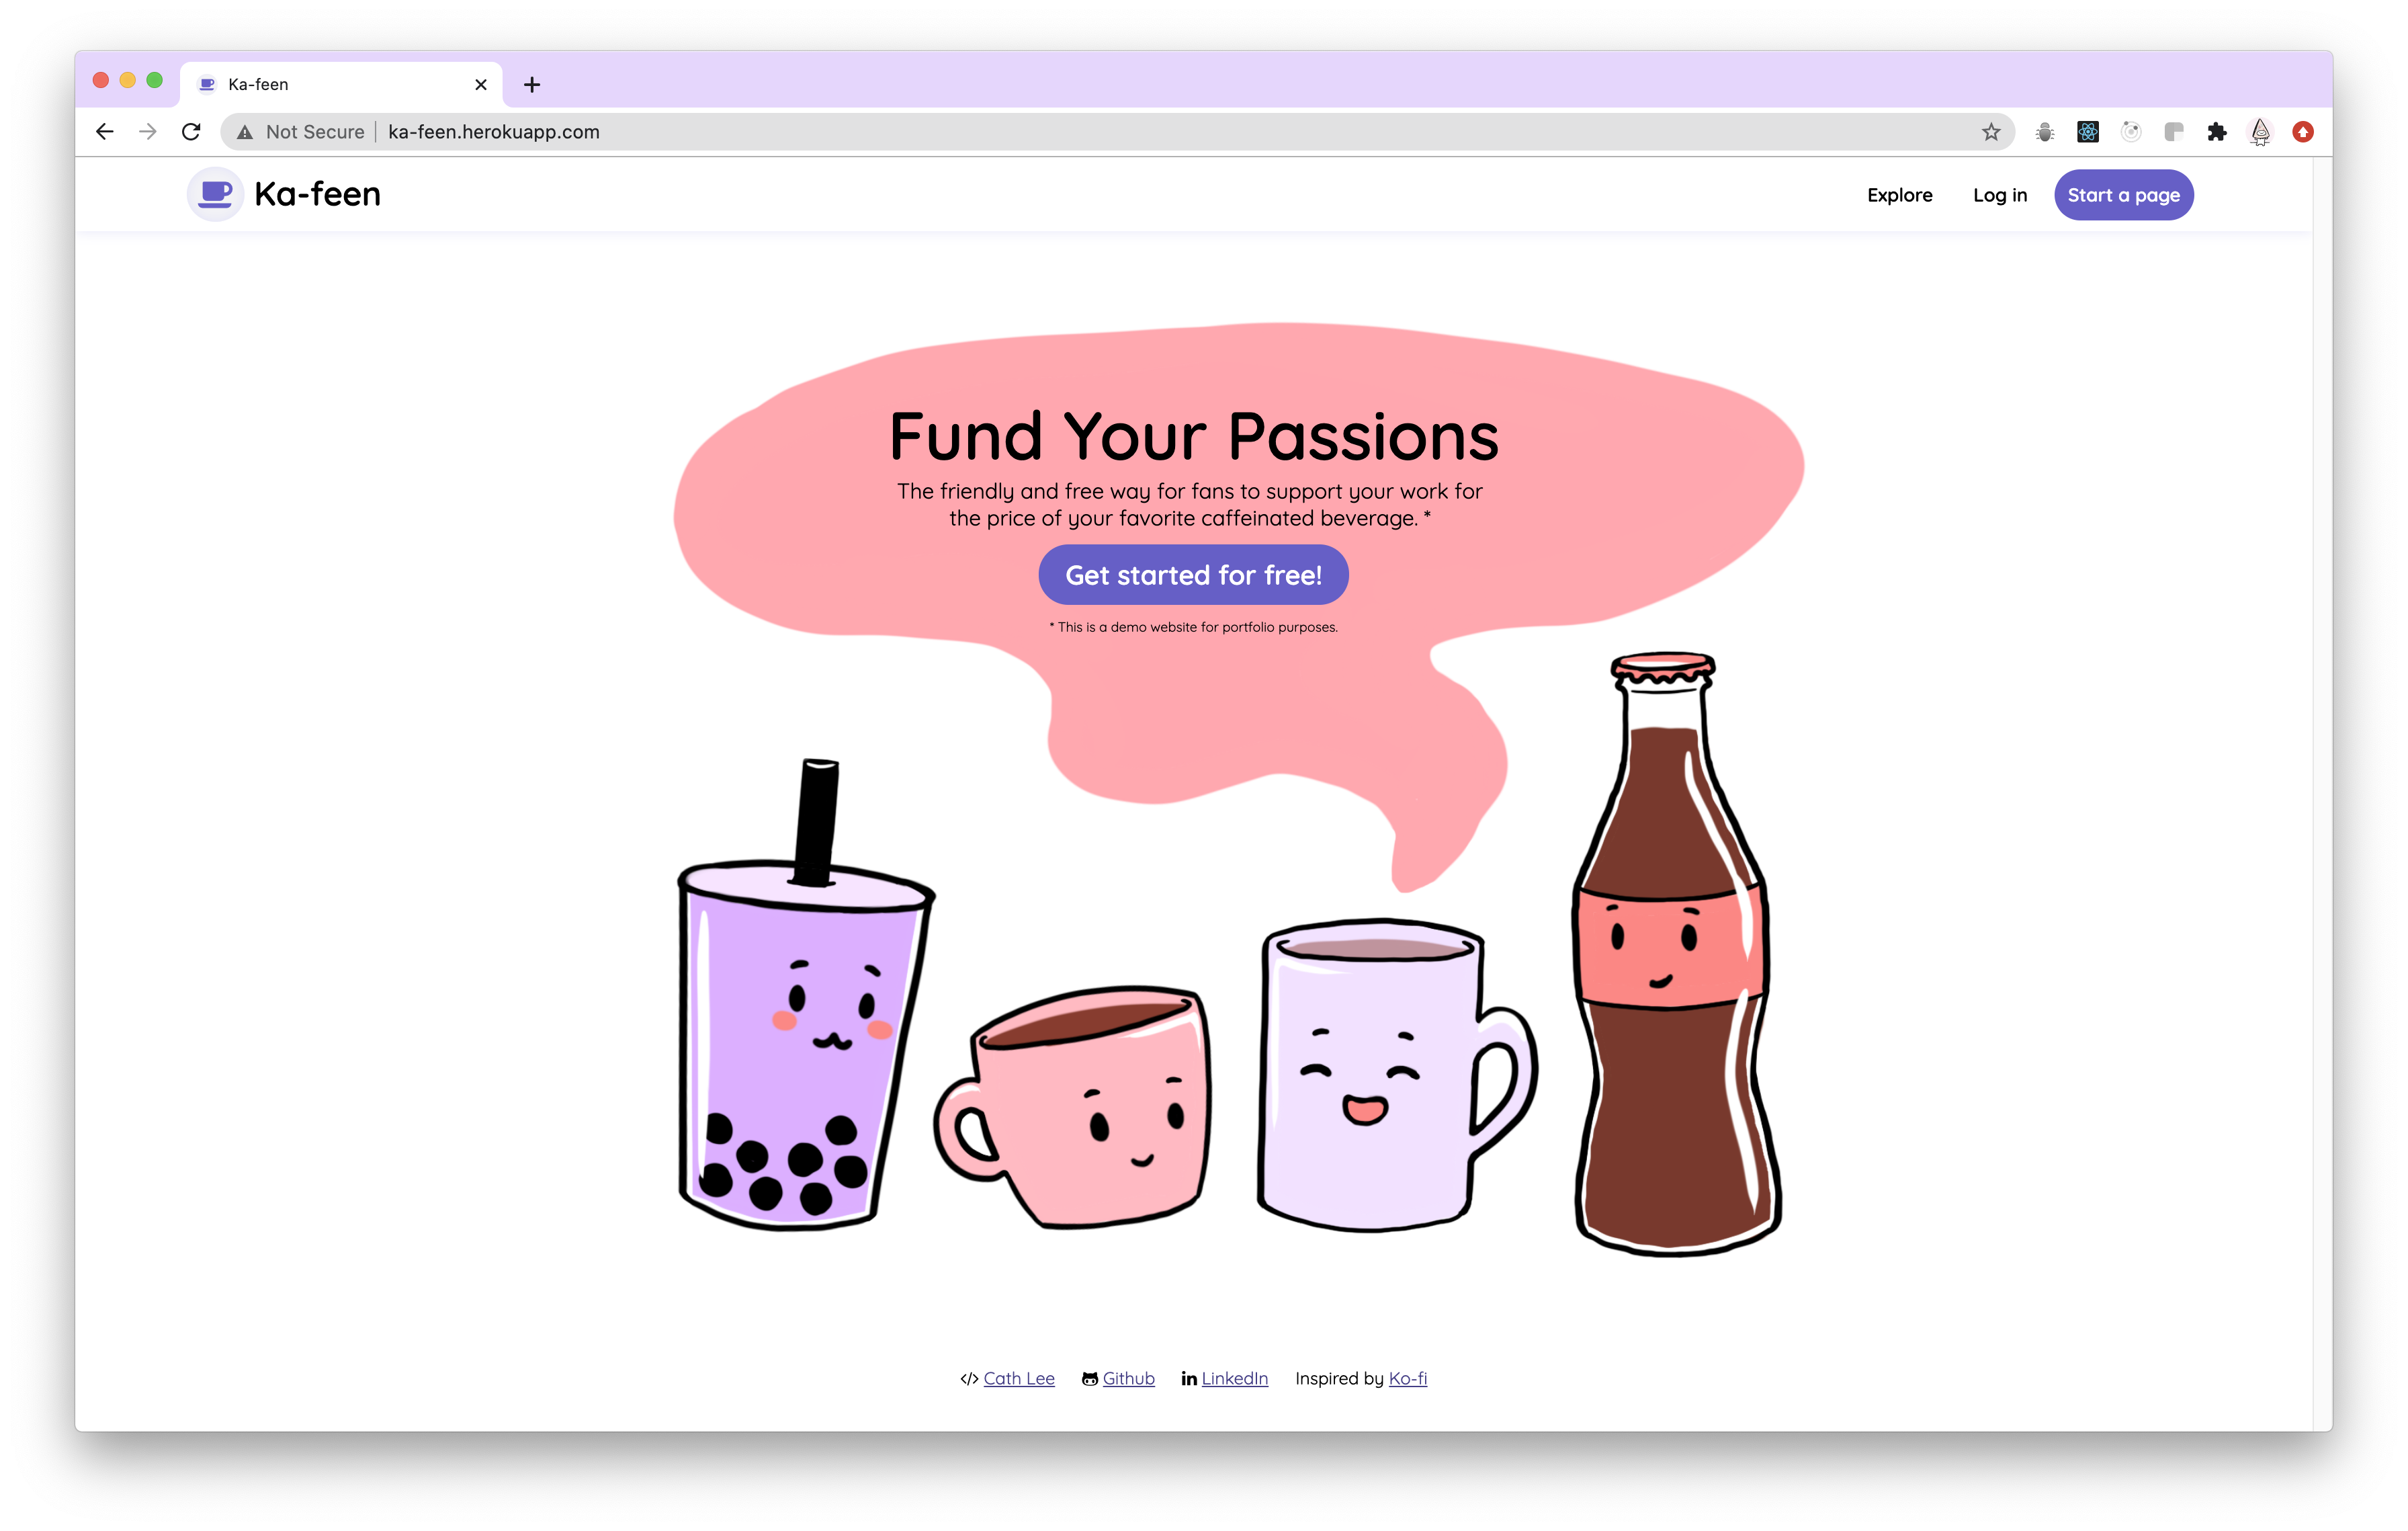 Ka-feen
Not Secure | ka-feen.herokuapp.com
Ka-feen
Explore
Log in
Start a page
Fund Your Passions
The friendly and free way for fans to support your work for
the price of your favorite caffeinated beverage. *
Get started for free!
* This is a demo website for portfolio purposes.
</> Cath Lee Github in LinkedIn Inspired by Ko-fi